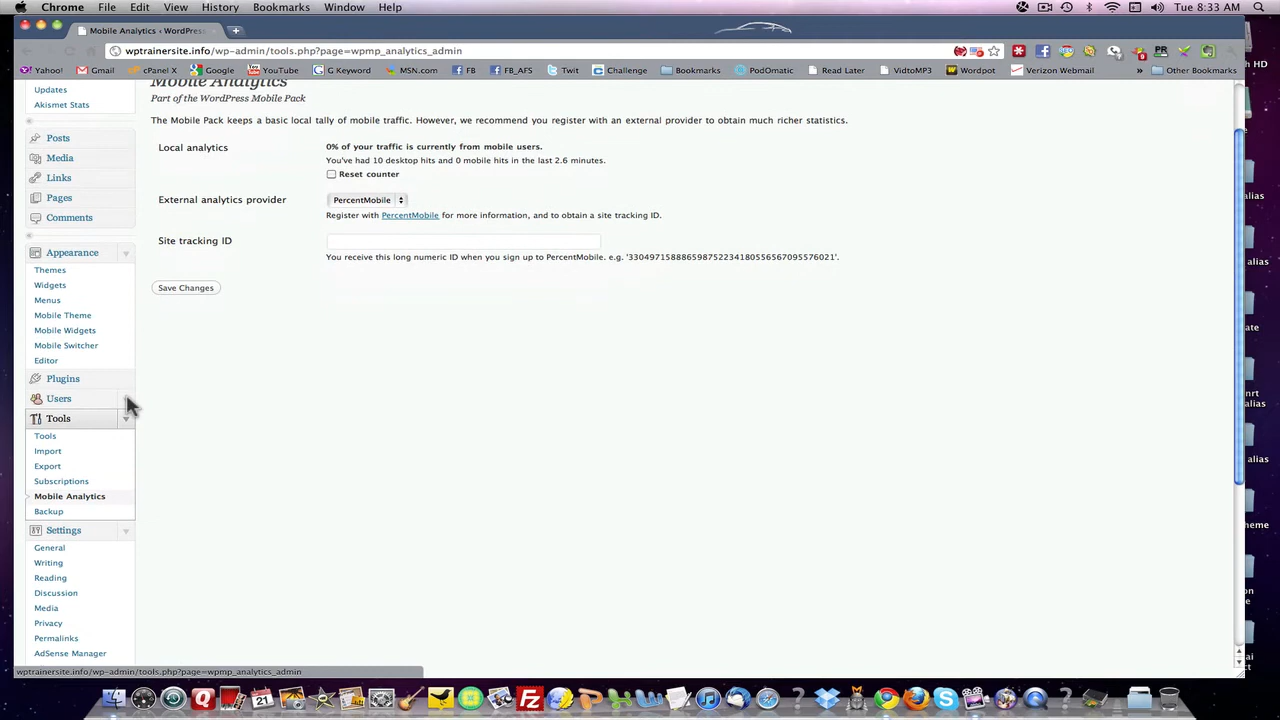 Chrome File Edit View History Bookmarks Window Help
Tue 8:33 AM
Mobile Analytics ‹ WordPress
wptrainersite.info/wp-admin/tools.php?page=wpmp_analytics_admin
Yahoo! Gmail cPanel X Google YouTube G Keyword MSN.com FB FB_AFS Twit Challenge Bookmarks PodOmatic Read Later VidtoMP3 Wordpot Verizon Webmail » Other Bookmarks
Updates
Akismet Stats
Posts
Media
Links
Pages
Comments
Appearance
Themes
Widgets
Menus
Mobile Theme
Mobile Widgets
Mobile Switcher
Editor
Plugins
Users
Tools
Tools
Import
Export
Subscriptions
Mobile Analytics
Backup
Settings
General
Writing
Reading
Discussion
Media
Privacy
Permalinks
AdSense Manager
Mobile Analytics
Part of the WordPress Mobile Pack
The Mobile Pack keeps a basic local tally of mobile traffic. However, we recommend you register with an external provider to obtain much richer statistics.
Local analytics
0% of your traffic is currently from mobile users.
You've had 10 desktop hits and 0 mobile hits in the last 2.6 minutes.
Reset counter
External analytics provider
PercentMobile
Register with PercentMobile for more information, and to obtain a site tracking ID.
Site tracking ID
You receive this long numeric ID when you sign up to PercentMobile. e.g. '33049715888659875223418055656709557602​1'.
Save Changes
wptrainersite.info/wp-admin/tools.php?page=wpmp_analytics_admin
HD
alias
alias
alias